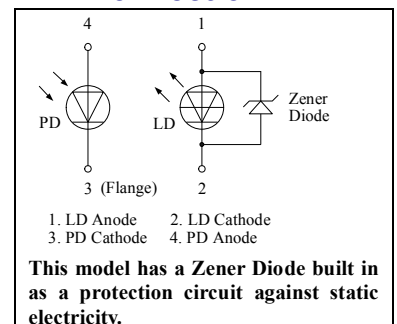 4 1
PD LD Zener
Diode
3 (Flange) 2
1. LD Anode 2. LD Cathode
3. PD Cathode 4. PD Anode
This model has a Zener Diode built in
as a protection circuit against static
electricity.